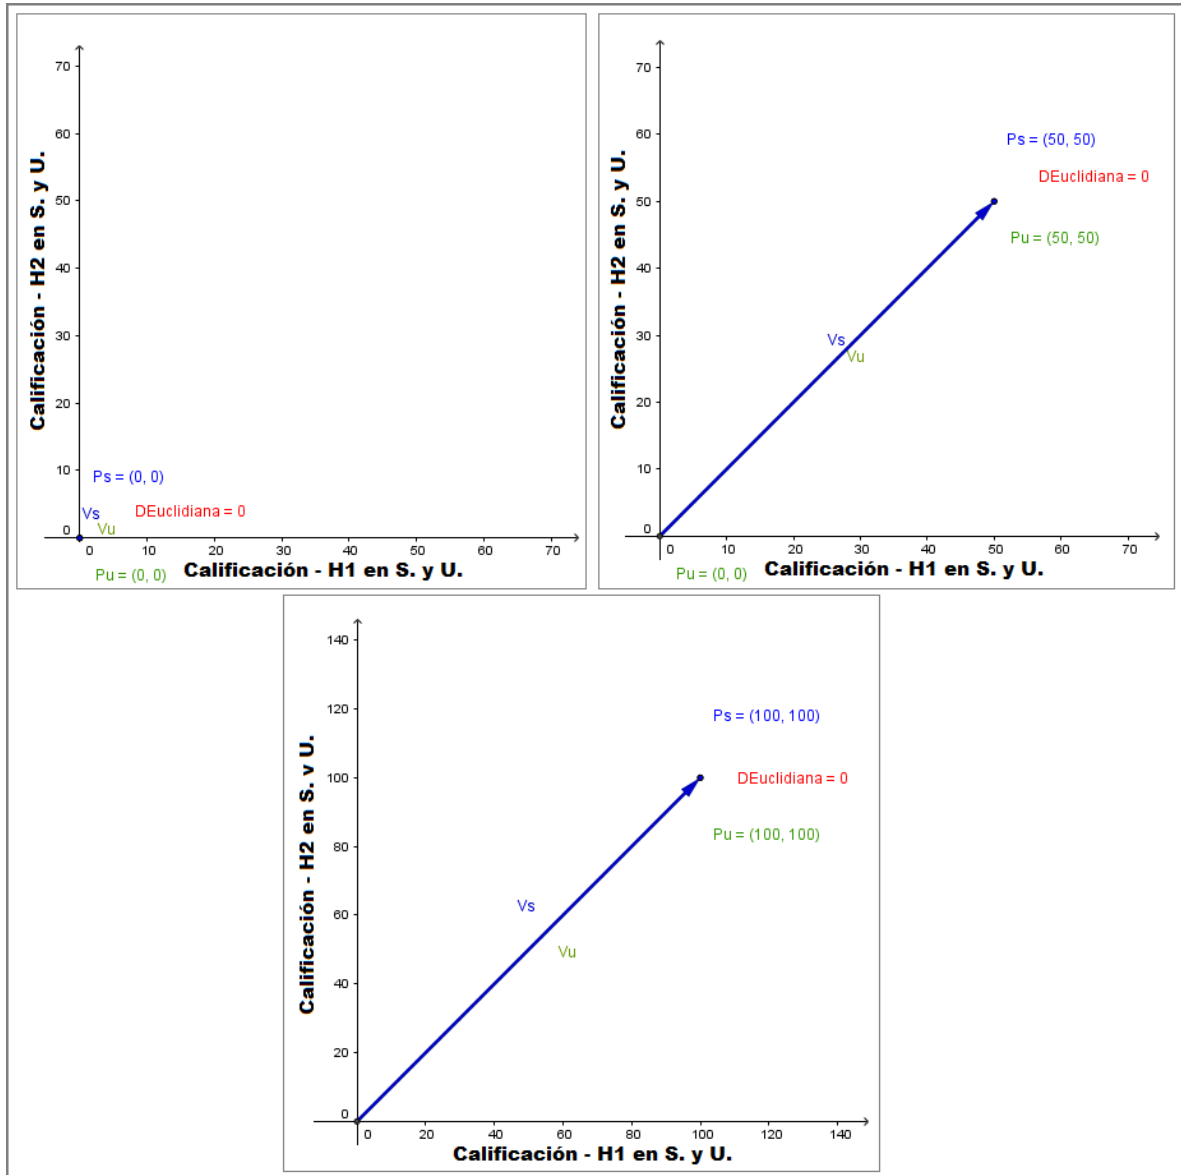 70
60
50
40
30
20
10
0
Calificación - H2 en S. y U.
Ps = (0, 0)
Vs
DEuclidiana = 0
Vu
0 10 20 30 40 50 60 70
Pu = (0, 0)
Calificación - H1 en S. y U.
70
60
50
40
30
20
10
0
Calificación - H2 en S. y U.
Ps = (50, 50)
DEuclidiana = 0
Pu = (50, 50)
Vs
Vu
0 10 20 30 40 50 60 70
Pu = (0, 0)
Calificación - H1 en S. y U.
140
120
100
80
60
40
20
0
Calificación - H2 en S. v U.
Ps = (100, 100)
DEuclidiana = 0
Pu = (100, 100)
Vs
Vu
0 20 40 60 80 100 120 140
Calificación - H1 en S. y U.